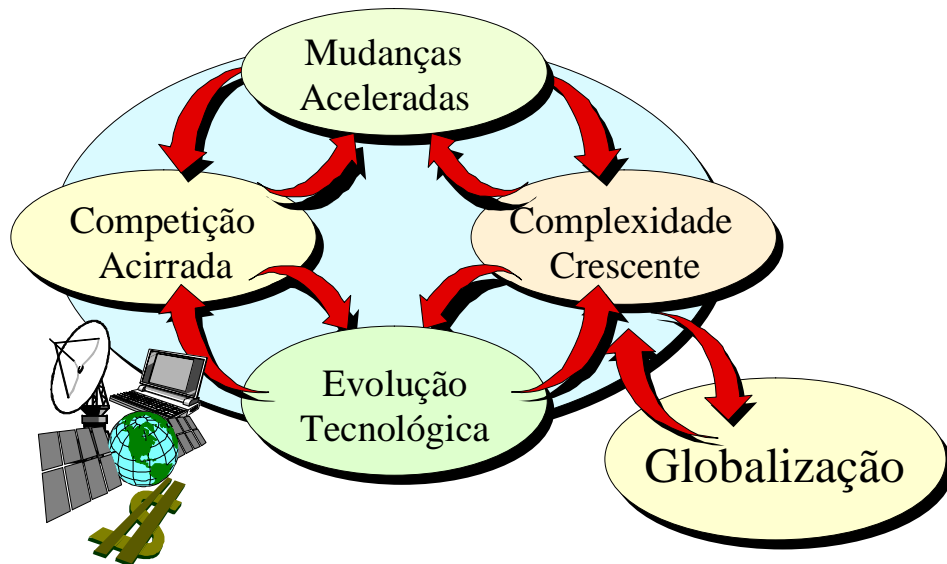 Mudanças
Aceleradas
Competição
Acirrada
Complexidade
Crescente
Evolução
Tecnológica
Globalização
$